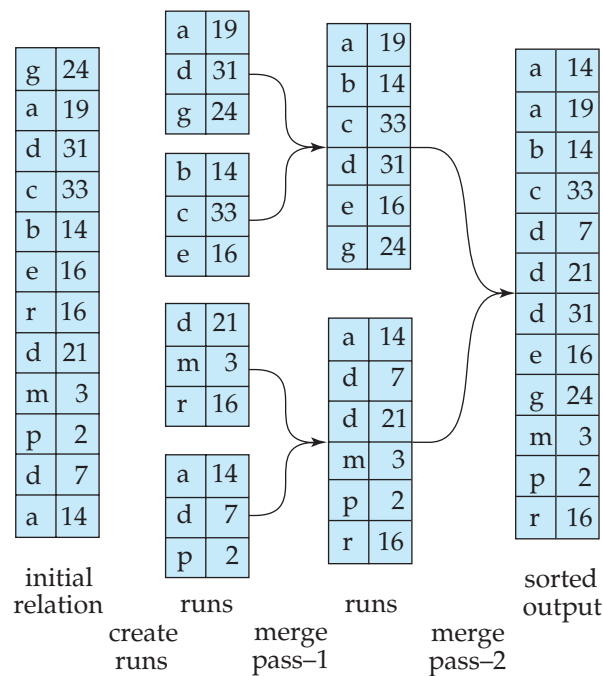 g 24
a 19
d 31
c 33
b 14
e 16
r 16
d 21
m 3
p 2
d 7
a 14
initial
relation
a 19
d 31
g 24
b 14
c 33
e 16
d 21
m 3
r 16
a 14
d 7
p 2
runs
a 19
b 14
c 33
d 31
e 16
g 24
a 14
d 7
d 21
m 3
p 2
r 16
runs
a 14
a 19
b 14
c 33
d 7
d 21
d 31
e 16
g 24
m 3
p 2
r 16
sorted
output
create
runs
merge
pass–1
merge
pass–2